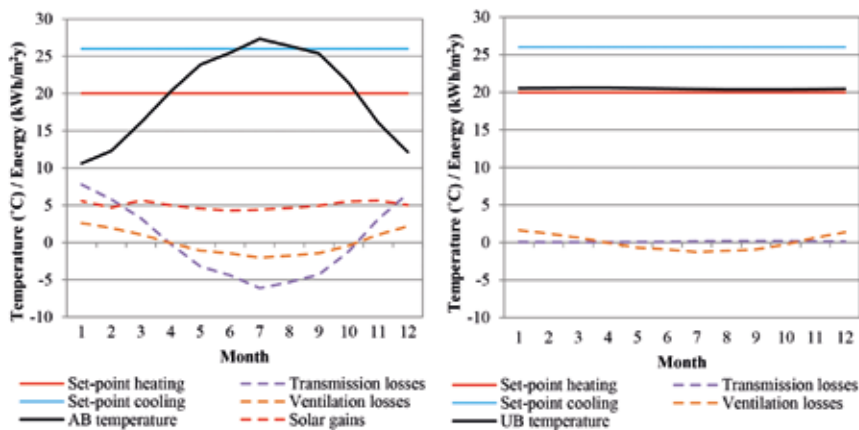 Temperature (˚C) / Energy (kWh/m²y)
30
25
20
15
10
5
0
-5
-10
1 2 3 4 5 6 7 8 9 10 11 12
Month
Set-point heating
Transmission losses
Set-point cooling
Ventilation losses
AB temperature
Solar gains
Temperature (˚C) / Energy (kWh/m²y)
30
25
20
15
10
5
0
-5
-10
1 2 3 4 5 6 7 8 9 10 11 12
Month
Set-point heating
Transmission losses
Set-point cooling
Ventilation losses
UB temperature